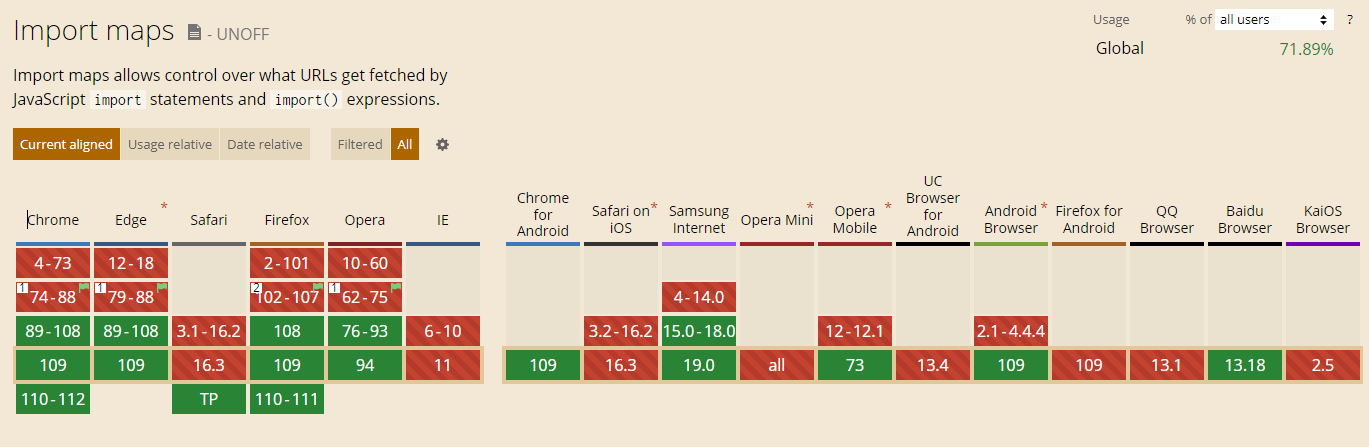 Import maps - UNOFF
Usage % of all users ?
Global 71.89%
Import maps allows control over what URLs get fetched by
JavaScript import statements and import() expressions.
Current aligned Usage relative Date relative Filtered All
Chrome Edge * Safari Firefox Opera IE
Chrome for Android Safari on iOS * Samsung Internet Opera Mini * Opera Mobile * UC Browser for Android Android Browser * Firefox for Android QQ Browser Baidu Browser KaiOS Browser
4-73 12-18 2-101 10-60
1 74-88 1 79-88 2 102-107 1 62-75 4-14.0
89-108 89-108 3.1-16.2 108 76-93 6-10 3.2-16.2 15.0-18.0 12-12.1 2.1-4.4.4
109 109 16.3 109 94 11 109 16.3 19.0 all 73 13.4 109 109 13.1 13.18 2.5
110-112 TP 110-111